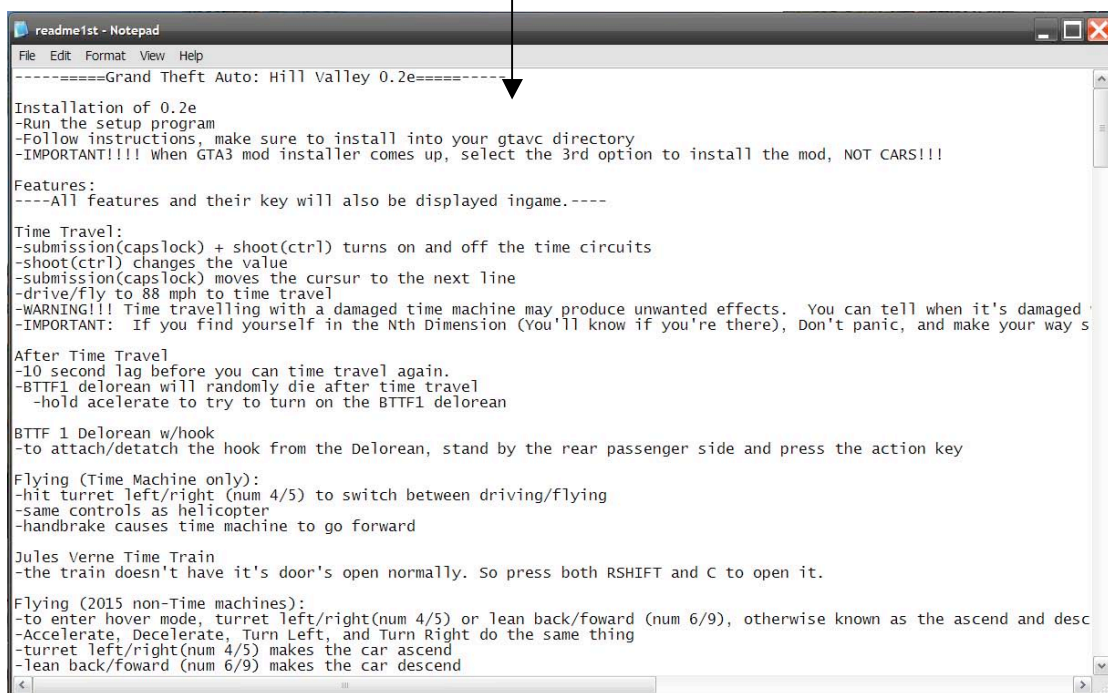 readme1st - Notepad
File Edit Format View Help
-----=====Grand Theft Auto: Hill Valley 0.2e=====-----
Installation of 0.2e
-Run the setup program
-Follow instructions, make sure to install into your gtavc directory
-IMPORTANT!!!! When GTA3 mod installer comes up, select the 3rd option to install the mod, NOT CARS!!!
Features:
----All features and their key will also be displayed ingame.----
Time Travel:
-submission(capslock) + shoot(ctrl) turns on and off the time circuits
-shoot(ctrl) changes the value
-submission(capslock) moves the cursur to the next line
-drive/fly to 88 mph to time travel
-WARNING!!! Time travelling with a damaged time machine may produce unwanted effects.  You can tell when it's damaged
-IMPORTANT:  If you find yourself in the Nth Dimension (You'll know if you're there), Don't panic, and make your way s
After Time Travel
-10 second lag before you can time travel again.
-BTTF1 delorean will randomly die after time travel
-hold acelerate to try to turn on the BTTF1 delorean
BTTF 1 Delorean w/hook
-to attach/detatch the hook from the Delorean, stand by the rear passenger side and press the action key
Flying (Time Machine only):
-hit turret left/right (num 4/5) to switch between driving/flying
-same controls as helicopter
-handbrake causes time machine to go forward
Jules Verne Time Train
-the train doesn't have it's door's open normally. So press both RSHIFT and C to open it.
Flying (2015 non-Time machines):
-to enter hover mode, turret left/right(num 4/5) or lean back/foward (num 6/9), otherwise known as the ascend and desc
-Accelerate, Decelerate, Turn Left, and Turn Right do the same thing
-turret left/right(num 4/5) makes the car ascend
-lean back/foward (num 6/9) makes the car descend